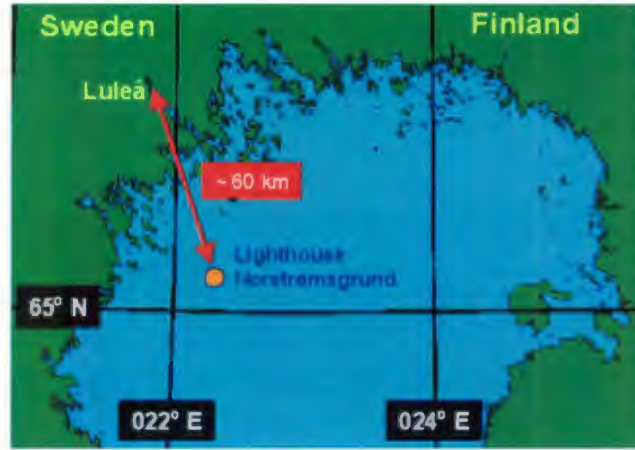 Sweden
Finland
Luleå
~ 60 km
Lighthouse
Norstremsgrund
65° N
022° E
024° E